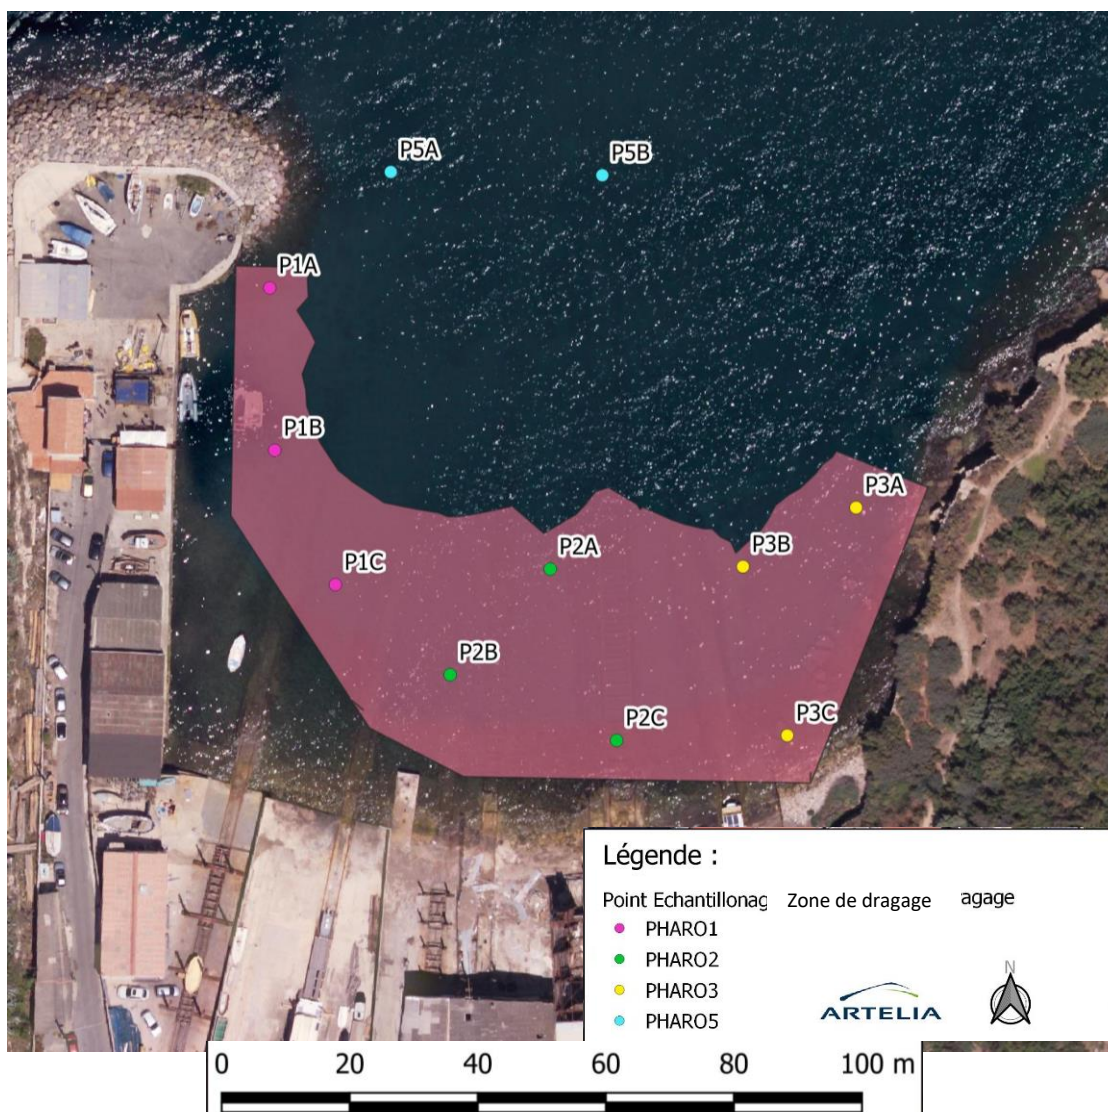 P5A
P5B
P1A
P1B
P3A
P1C
P2A
P3B
P2B
P2C
P3C
Légende :
Point Echantillonag Zone de dragage agage
PHARO1
PHARO2
PHARO3
PHARO5
ARTELIA
N
0 20 40 60 80 100 m